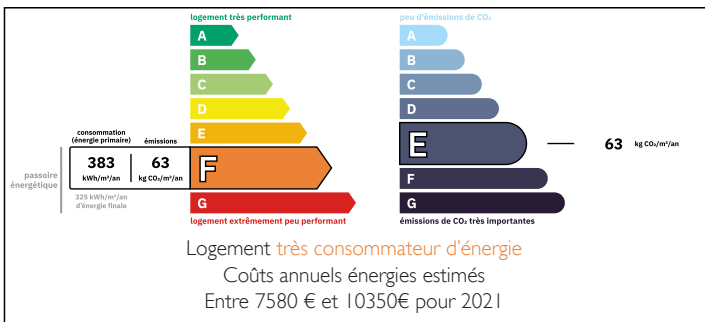 logement très performant
A
B
C
D
E
consommation
(énergie primaire)
émissions
383
63
kWh/m²/an
kg CO₂/m²/an
F
passoire
énergétique
325 kWh/m²/an
d'énergie finale
G
logement extrêmement peu performant
peu d'émissions de CO₂
A
B
C
D
E
63 kg CO₂/m²/an
F
G
émissions de CO₂ très importantes
Logement très consommateur d'énergie
Coûts annuels énergies estimés
Entre 7580 € et 10350€ pour 2021